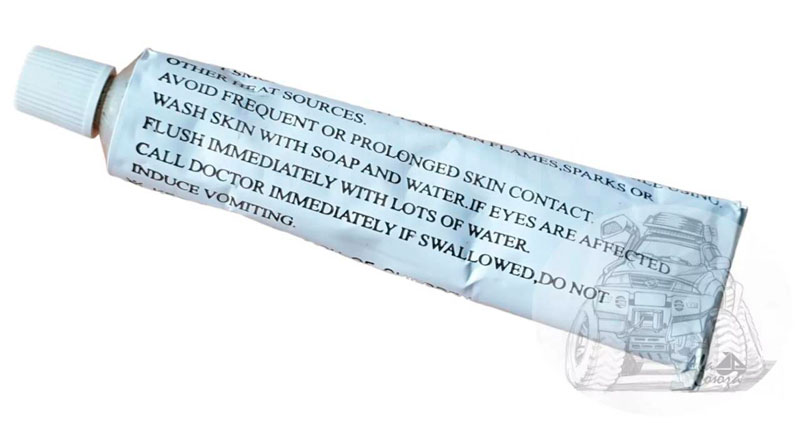 OTHER HEAT SOURCES.
AVOID FREQUENT OR PROLONGED SKIN CONTACT.
WASH SKIN WITH SOAP AND WATER.IF EYES ARE AFFECTED
FLUSH IMMEDIATELY WITH LOTS OF WATER.
CALL DOCTOR IMMEDIATELY IF SWALLOWED,DO NOT
INDUCE VOMITING.